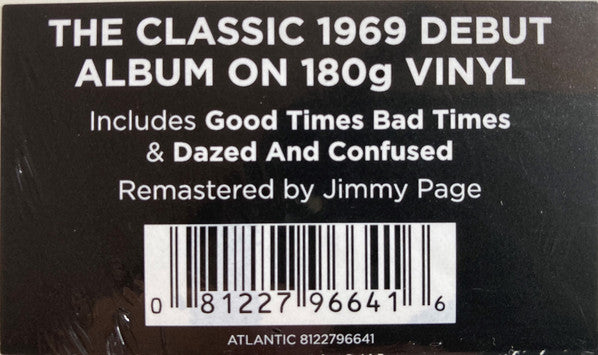 THE CLASSIC 1969 DEBUT
ALBUM ON 180g VINYL
Includes Good Times Bad Times
& Dazed And Confused
Remastered by Jimmy Page
0 81227 96641 6
ATLANTIC 8122796641